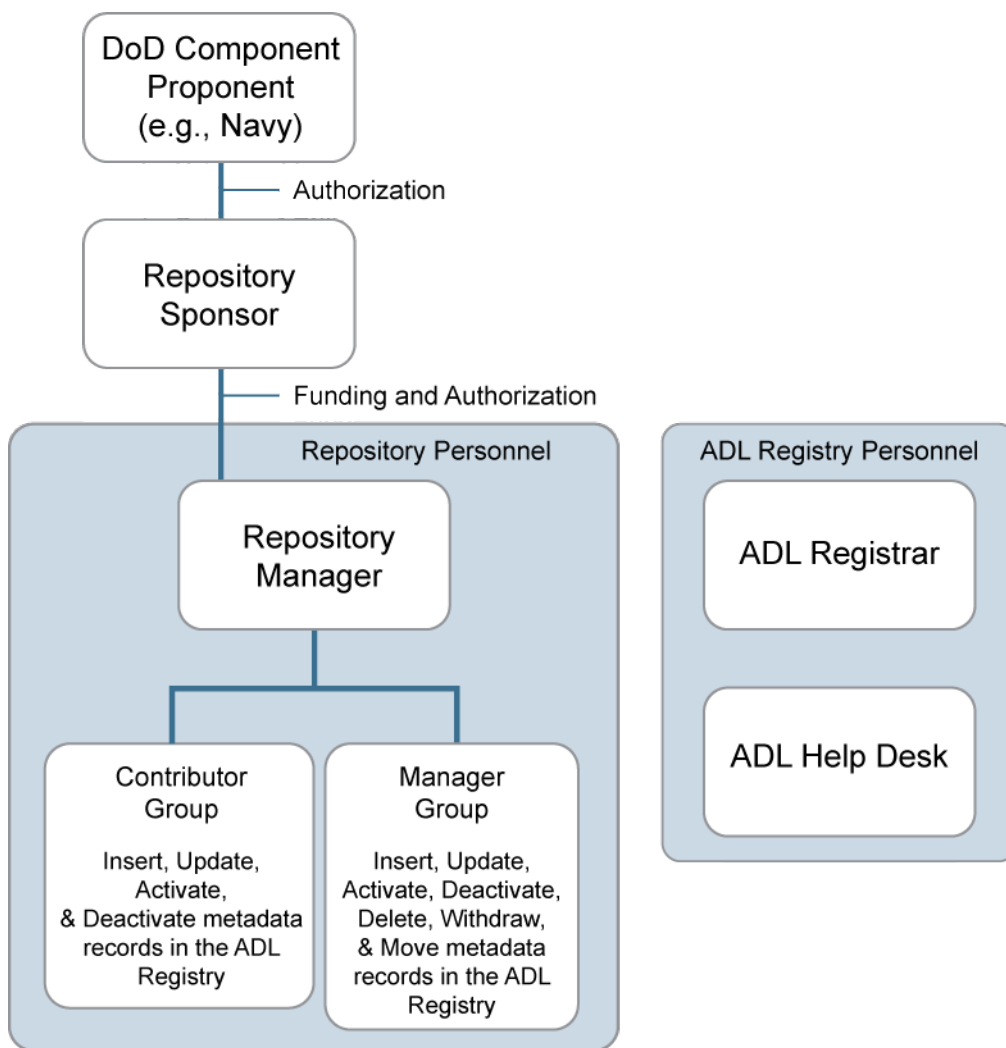 DoD Component
Proponent
(e.g., Navy)
Authorization
Repository
Sponsor
Funding and Authorization
Repository Personnel
Repository
Manager
Contributor
Group
Insert, Update,
Activate,
& Deactivate metadata
records in the ADL
Registry
Manager
Group
Insert, Update,
Activate, Deactivate,
Delete, Withdraw,
& Move metadata
records in the ADL
Registry
ADL Registry Personnel
ADL Registrar
ADL Help Desk